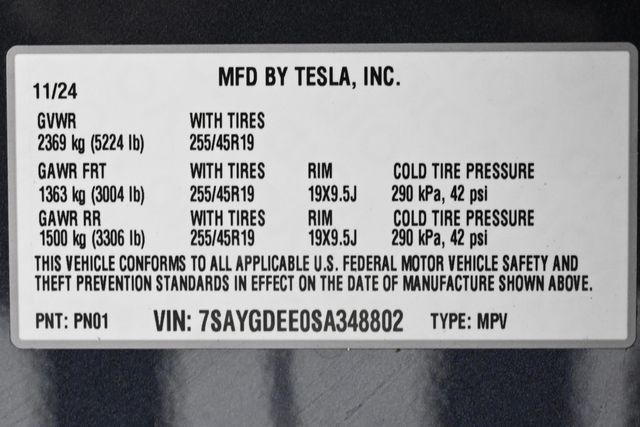 MFD BY TESLA, INC.
11/24
GVWR WITH TIRES
2369 kg (5224 lb) 255/45R19
GAWR FRT WITH TIRES RIM COLD TIRE PRESSURE
1363 kg (3004 lb) 255/45R19 19X9.5J 290 kPa, 42 psi
GAWR RR WITH TIRES RIM COLD TIRE PRESSURE
1500 kg (3306 lb) 255/45R19 19X9.5J 290 kPa, 42 psi
THIS VEHICLE CONFORMS TO ALL APPLICABLE U.S. FEDERAL MOTOR VEHICLE SAFETY AND
THEFT PREVENTION STANDARDS IN EFFECT ON THE DATE OF MANUFACTURE SHOWN ABOVE.
PNT: PN01 VIN: 7SAYGDEE0SA348802 TYPE: MPV